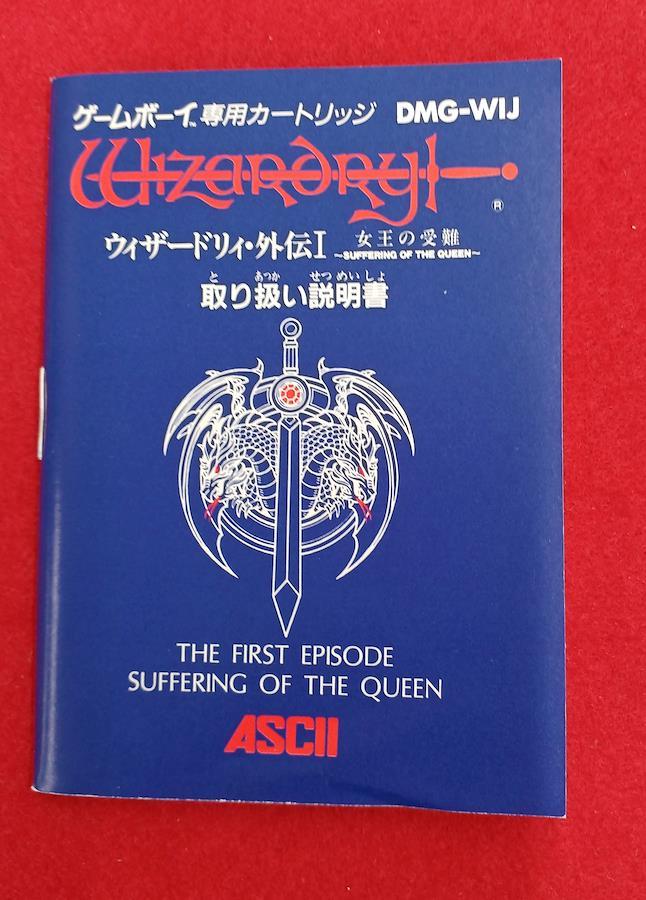 ゲームボーイ™専用カートリッジ DMG-WIJ
Wizardry®
ウィザードリィ・外伝Ⅰ 女王の受難
～SUFFERING OF THE QUEEN～
と あつか せつめいしょ
取り扱い説明書
THE FIRST EPISODE
SUFFERING OF THE QUEEN
ASCII